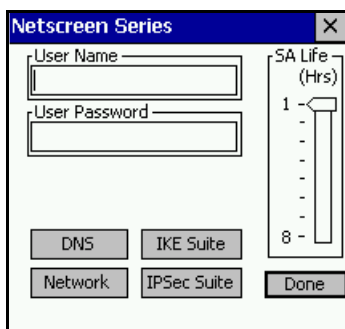 Netscreen Series
User Name
User Password
SA Life
(Hrs)
1
8
DNS
IKE Suite
Network
IPSec Suite
Done